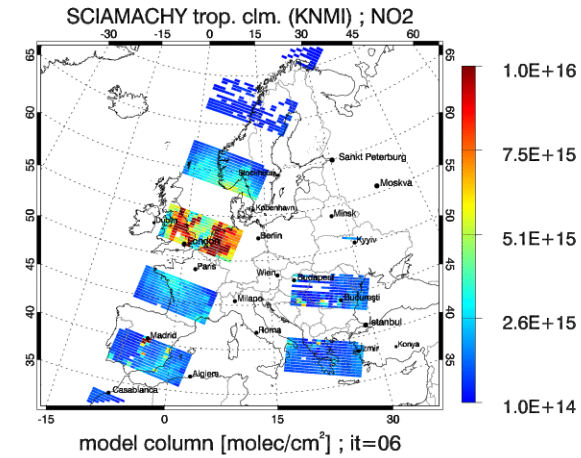 SCIAMACHY trop. clm. (KNMI) ; NO2
-30 -15 0 15 30 45 60
65 65
60 60
55 55
50 50
45 45
40 40
35 35
-15 0 15 30
Sankt Peterburg
Stockholm
Moskva
København
Dublin
Minsk
London
Berlin
Kyyiv
Paris
Wien
Budapest
Milano
Bucuresti
Istanbul
Roma
Madrid
Izmir
Konya
Algiers
Casablanca
1.0E+16
7.5E+15
5.1E+15
2.6E+15
1.0E+14
model column [molec/cm²] ; it=06